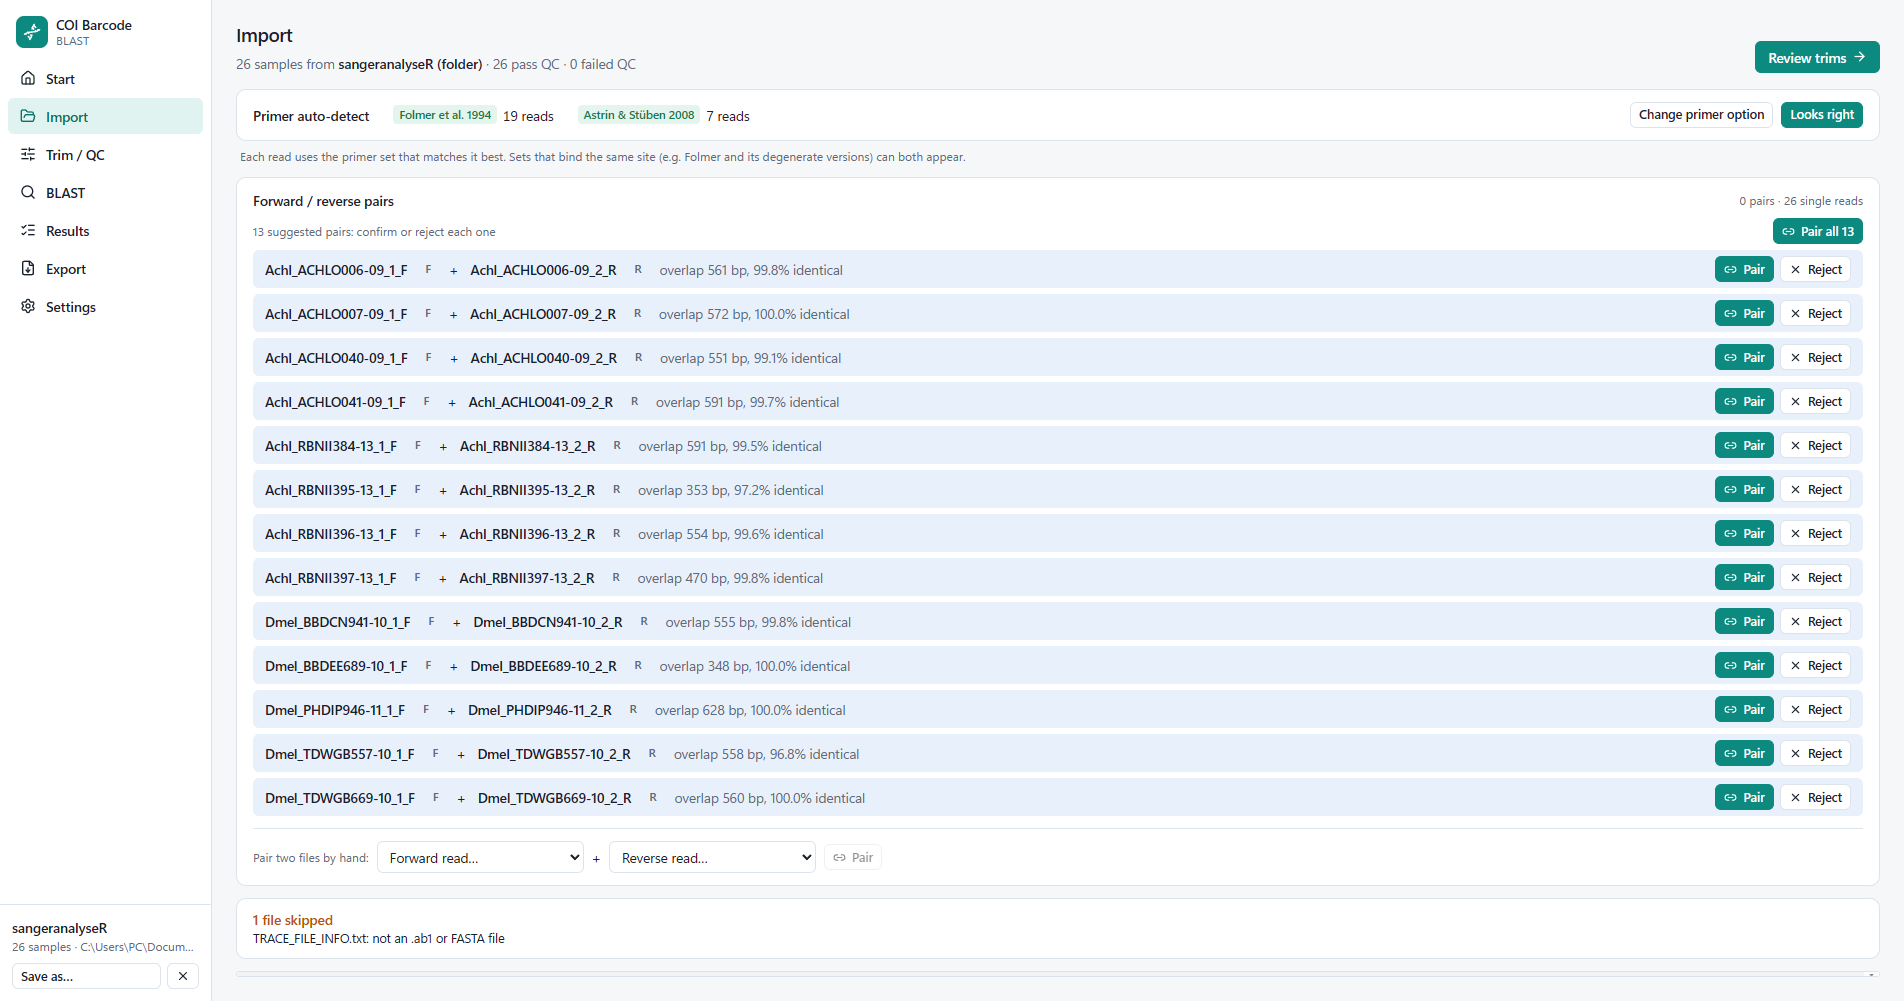 COI Barcode
BLAST
Start
Import
Trim / QC
BLAST
Results
Export
Settings
sangeranalyseR
26 samples · C:\Users\PC\Docum...
Save as...
Import
26 samples from sangeranalyseR (folder) · 26 pass QC · 0 failed QC
Review trims →
Primer auto-detect Folmer et al. 1994 19 reads Astrin & Stüben 2008 7 reads Change primer option Looks right
Each read uses the primer set that matches it best. Sets that bind the same site (e.g. Folmer and its degenerate versions) can both appear.
Forward / reverse pairs 0 pairs · 26 single reads
13 suggested pairs: confirm or reject each one Pair all 13
Achl_ACHLO006-09_1_F F + Achl_ACHLO006-09_2_R R overlap 561 bp, 99.8% identical Pair Reject
Achl_ACHLO007-09_1_F F + Achl_ACHLO007-09_2_R R overlap 572 bp, 100.0% identical Pair Reject
Achl_ACHLO040-09_1_F F + Achl_ACHLO040-09_2_R R overlap 551 bp, 99.1% identical Pair Reject
Achl_ACHLO041-09_1_F F + Achl_ACHLO041-09_2_R R overlap 591 bp, 99.7% identical Pair Reject
Achl_RBNII384-13_1_F F + Achl_RBNII384-13_2_R R overlap 591 bp, 99.5% identical Pair Reject
Achl_RBNII395-13_1_F F + Achl_RBNII395-13_2_R R overlap 353 bp, 97.2% identical Pair Reject
Achl_RBNII396-13_1_F F + Achl_RBNII396-13_2_R R overlap 554 bp, 99.6% identical Pair Reject
Achl_RBNII397-13_1_F F + Achl_RBNII397-13_2_R R overlap 470 bp, 99.8% identical Pair Reject
Dmel_BBDCN941-10_1_F F + Dmel_BBDCN941-10_2_R R overlap 555 bp, 99.8% identical Pair Reject
Dmel_BBDEE689-10_1_F F + Dmel_BBDEE689-10_2_R R overlap 348 bp, 100.0% identical Pair Reject
Dmel_PHDIP946-11_1_F F + Dmel_PHDIP946-11_2_R R overlap 628 bp, 100.0% identical Pair Reject
Dmel_TDWGB557-10_1_F F + Dmel_TDWGB557-10_2_R R overlap 558 bp, 96.8% identical Pair Reject
Dmel_TDWGB669-10_1_F F + Dmel_TDWGB669-10_2_R R overlap 560 bp, 100.0% identical Pair Reject
Pair two files by hand: Forward read... + Reverse read... Pair
1 file skipped
TRACE_FILE_INFO.txt: not an .ab1 or FASTA file